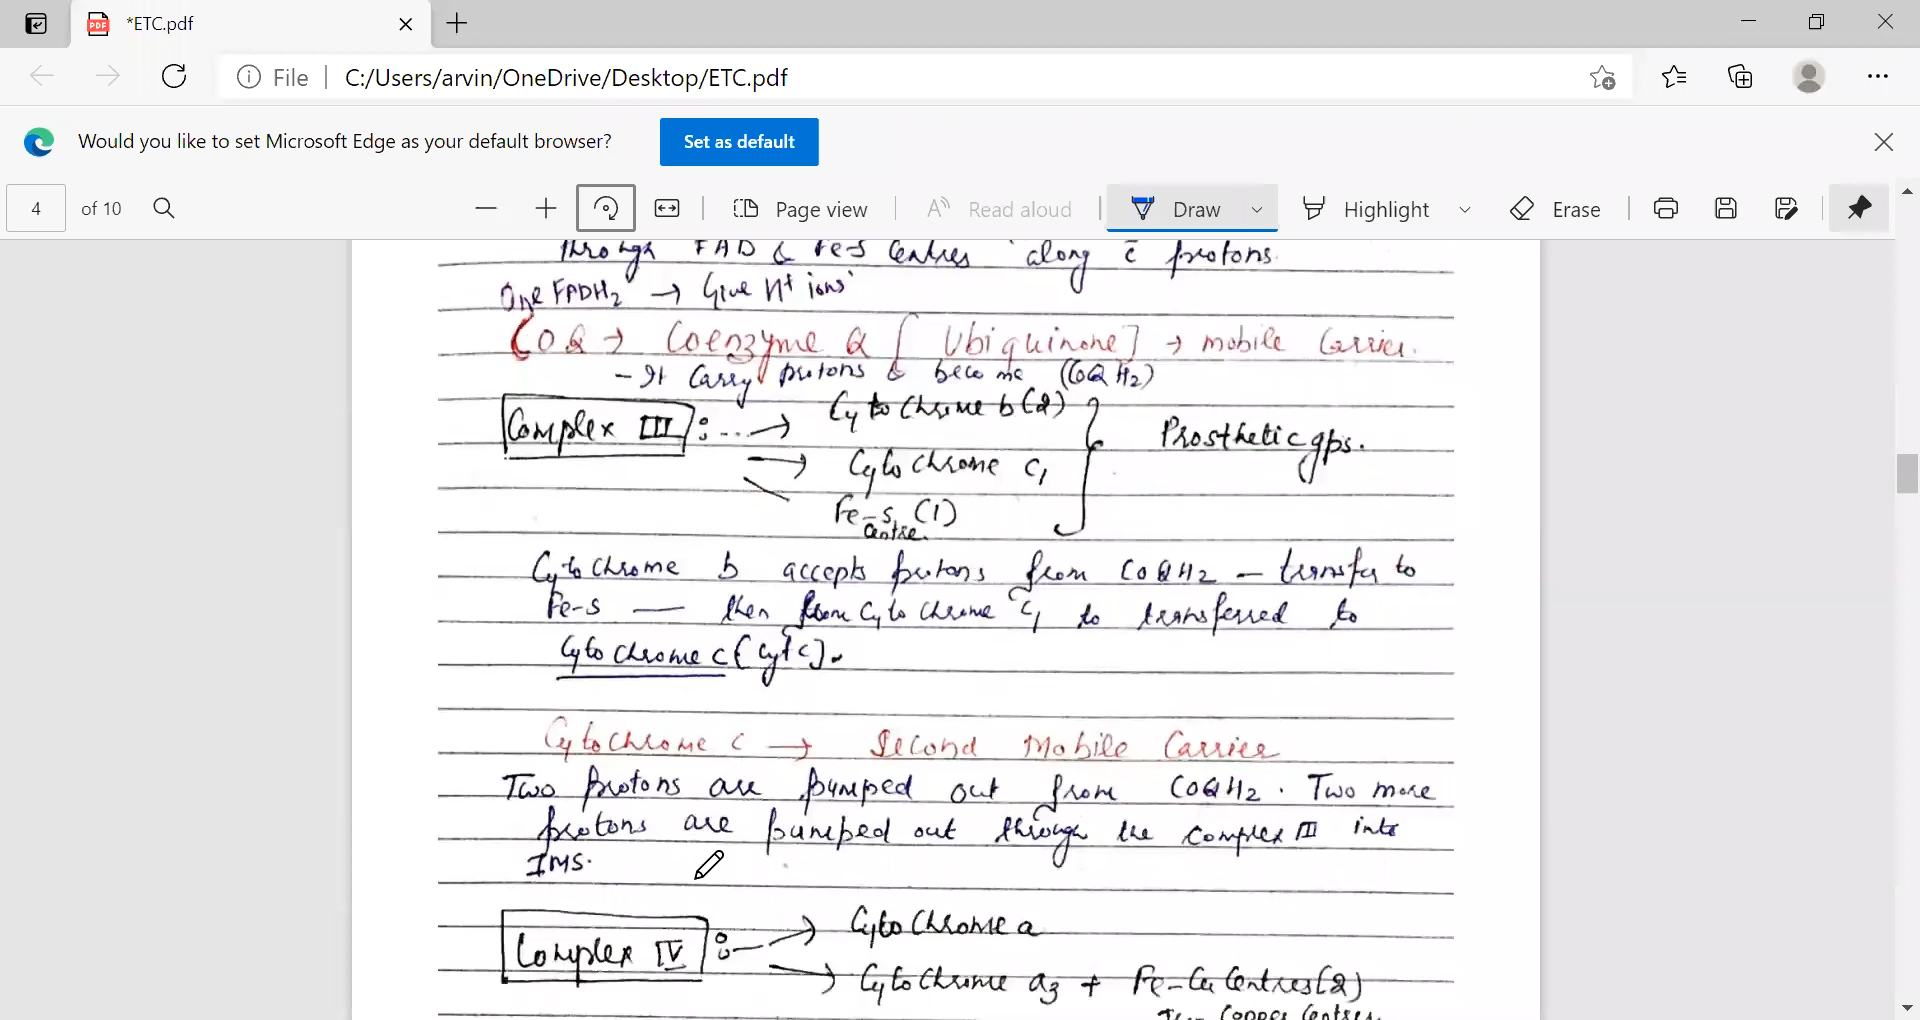 *ETC.pdf
File | C:/Users/arvin/OneDrive/Desktop/ETC.pdf
Would you like to set Microsoft Edge as your default browser? Set as default
4 of 10 Page view Read aloud Draw Highlight Erase
through FAD & Fe-S Centres along c̄ protons.
One FADH2 → Give H+ ions
COQ → Coenzyme Q [Ubiquinone] → mobile Carrier.
- It Carry protons & become (COQH2)
Complex III : → Cytochrome b(2)
→ Cytochrome C1
Prosthetic gps.
Fe-S (1)
Centre.
Cytochrome b accepts protons from COQH2 – transfer to
Fe-S — then from Cytochrome C1 to transferred to
Cytochrome C [Cyt C].
Cytochrome C → Second Mobile Carrier
Two protons are pumped out from COQH2. Two more
protons are pumped out through the Complex III into
IMS.
Complex IV : → Cytochrome a
→ Cytochrome a3 + Fe-Cu Centres(2)
Copper Centres